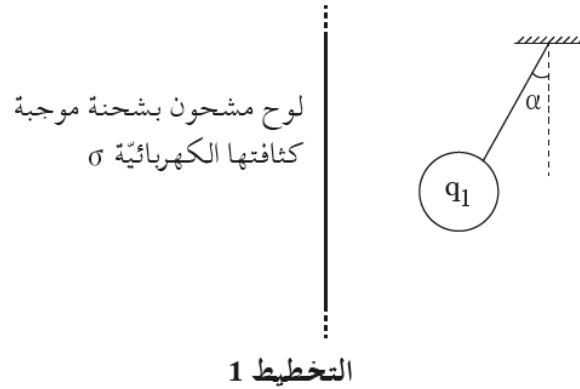 لوح مشحون بشحنة موجبة
كثافتها الكهربائيّة σ
α
q1
التخطيط 1